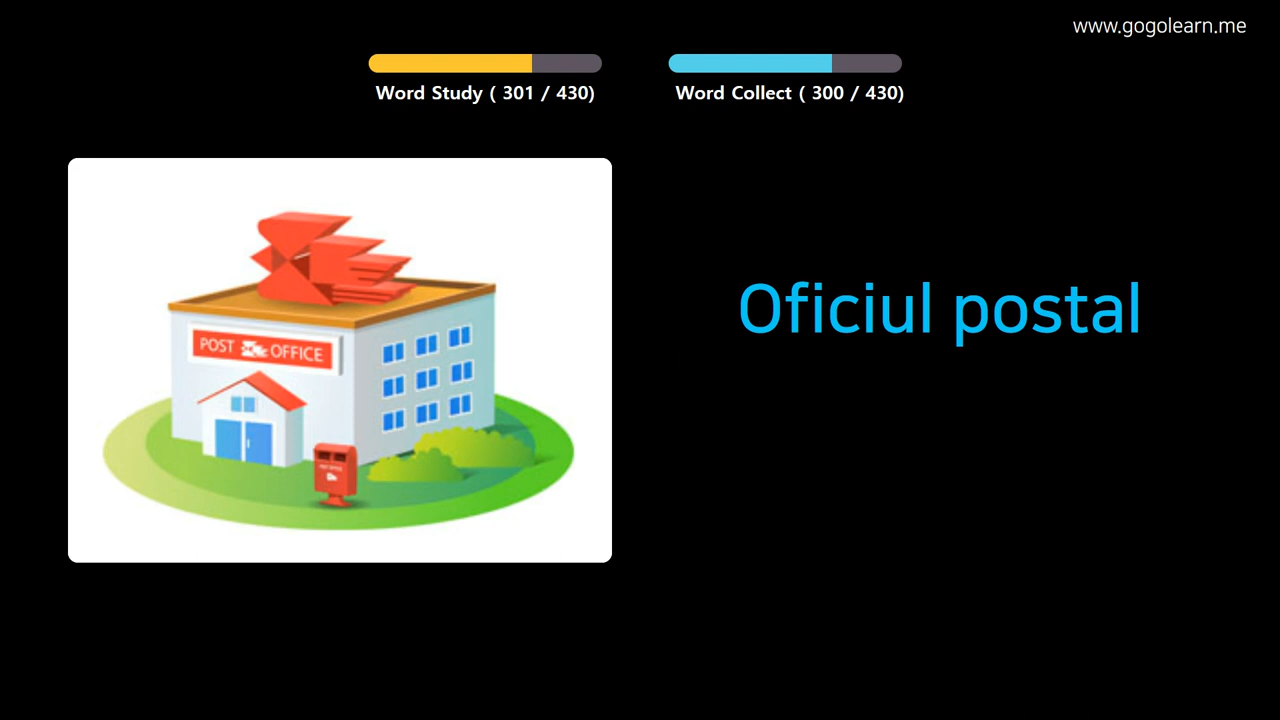 www.gogolearn.me
Word Study ( 301 / 430)
Word Collect ( 300 / 430)
POST OFFICE
Oficiul postal